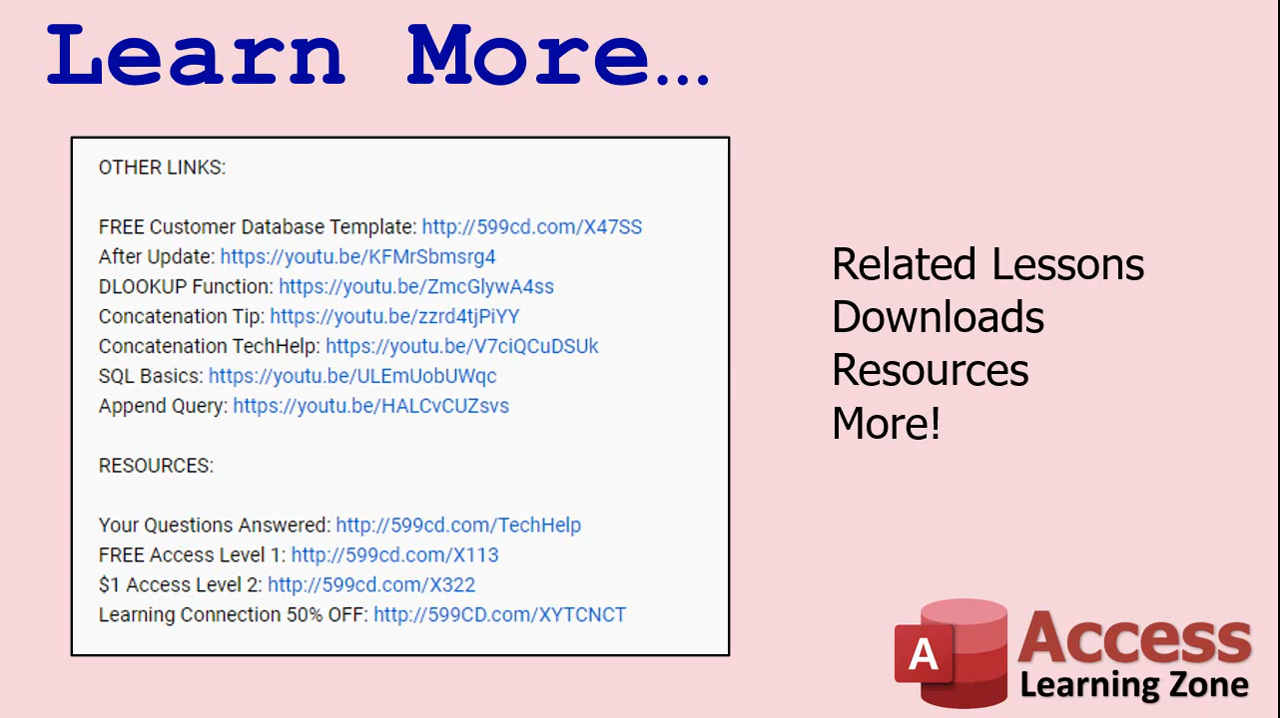 Learn More...
OTHER LINKS:
FREE Customer Database Template: http://599cd.com/X47SS
After Update: https://youtu.be/KFMrSbmsrg4
DLOOKUP Function: https://youtu.be/ZmcGlywA4ss
Concatenation Tip: https://youtu.be/zzrd4tjPiYY
Concatenation TechHelp: https://youtu.be/V7ciQCuDSUk
SQL Basics: https://youtu.be/ULEmUobUWqc
Append Query: https://youtu.be/HALCvCUZsvs
RESOURCES:
Your Questions Answered: http://599cd.com/TechHelp
FREE Access Level 1: http://599cd.com/X113
$1 Access Level 2: http://599cd.com/X322
Learning Connection 50% OFF: http://599CD.com/XYTCNCT
Related Lessons
Downloads
Resources
More!
A
Access
Learning Zone